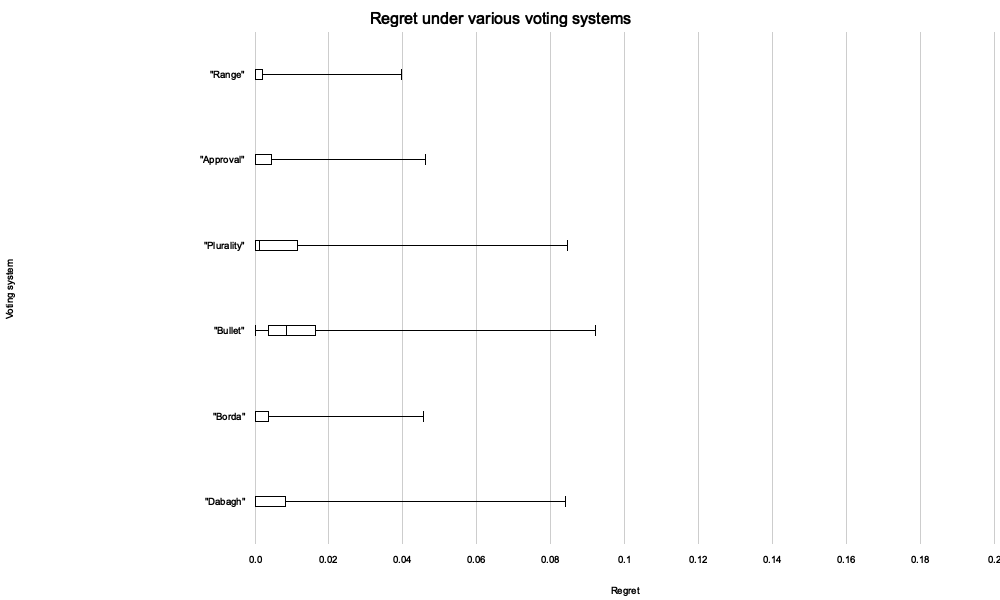 Regret under various voting systems
"Range"
"Approval"
"Plurality"
Voting system
"Bullet"
"Borda"
"Dabagh"
0.0 0.02 0.04 0.06 0.08 0.1 0.12 0.14 0.16 0.18 0.2
Regret